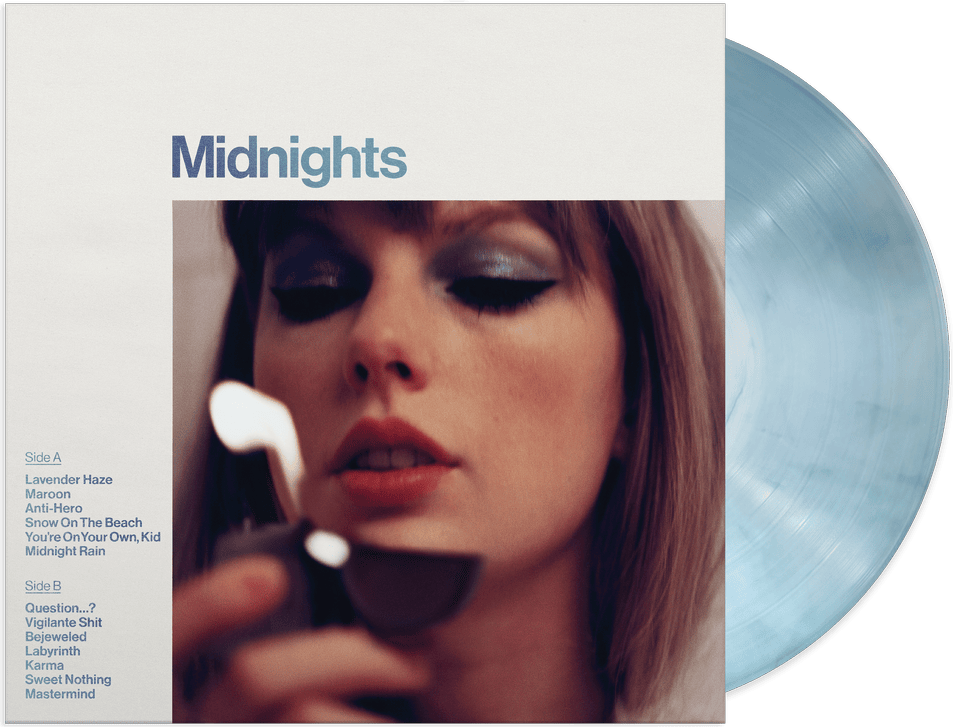 Midnights
Side A
Lavender Haze
Maroon
Anti-Hero
Snow On The Beach
You're On Your Own, Kid
Midnight Rain
Side B
Question...?
Vigilante Shit
Bejeweled
Labyrinth
Karma
Sweet Nothing
Mastermind